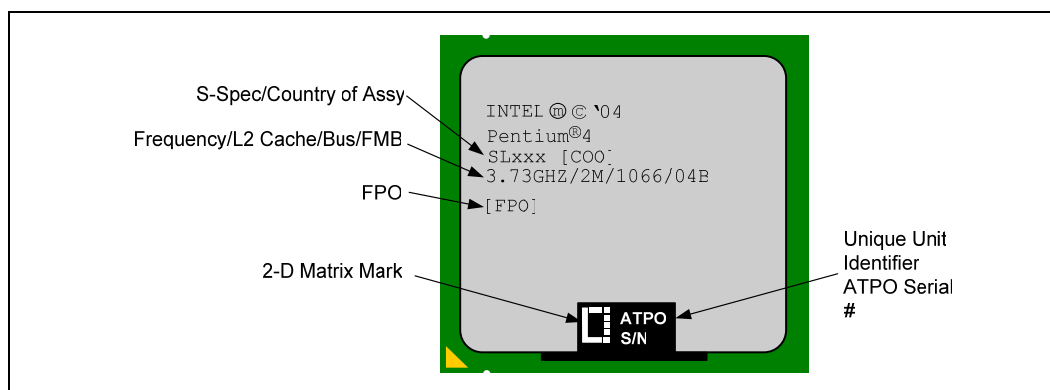 S-Spec/Country of Assy
Frequency/L2 Cache/Bus/FMB
FPO
2-D Matrix Mark
INTEL ⓜ © `04
Pentium®4
SLxxx [COO]
3.73GHZ/2M/1066/04B
[FPO]
ATPO
S/N
Unique Unit
Identifier
ATPO Serial
#